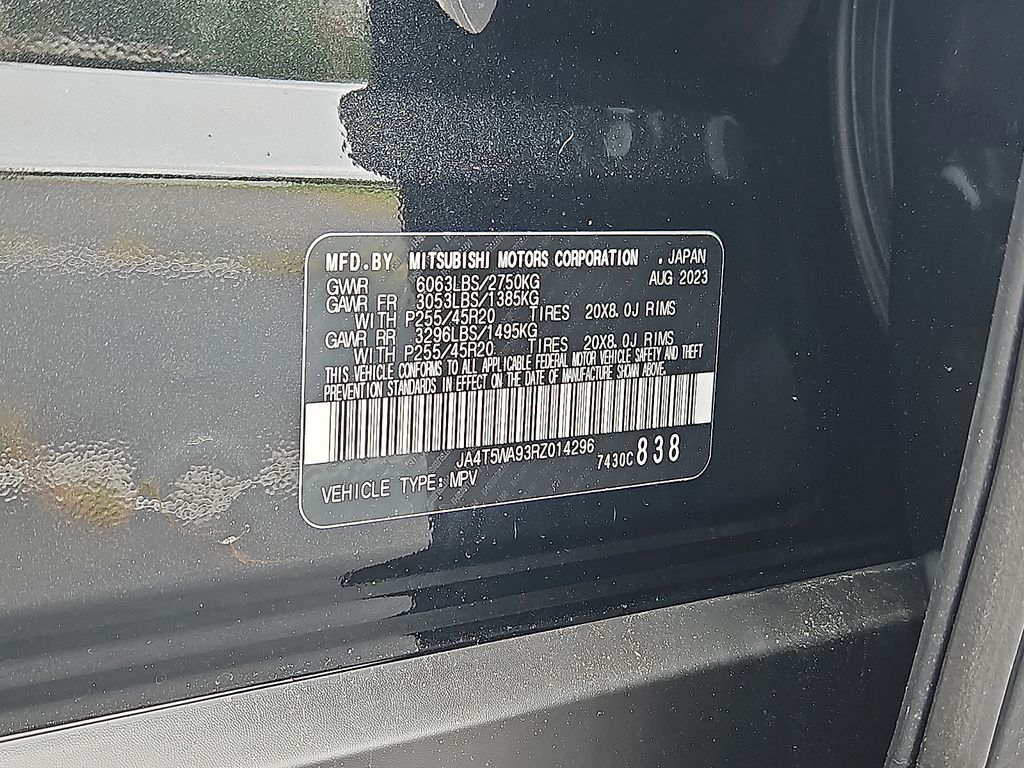 MFD.BY MITSUBISHI MOTORS CORPORATION . JAPAN
GVWR 6063LBS/2750KG AUG 2023
GAWR FR 3053LBS/1385KG
WITH P255/45R20 TIRES 20X8.0J RIMS
GAWR RR 3296LBS/1495KG
WITH P255/45R20 TIRES 20X8.0J RIMS
THIS VEHICLE CONFORMS TO ALL APPLICABLE FEDERAL MOTOR VEHICLE SAFETY AND THEFT
PREVENTION STANDARDS IN EFFECT ON THE DATE OF MANUFACTURE SHOWN ABOVE.
JA4T5WA93RZ014296 7430C 838
VEHICLE TYPE: MPV